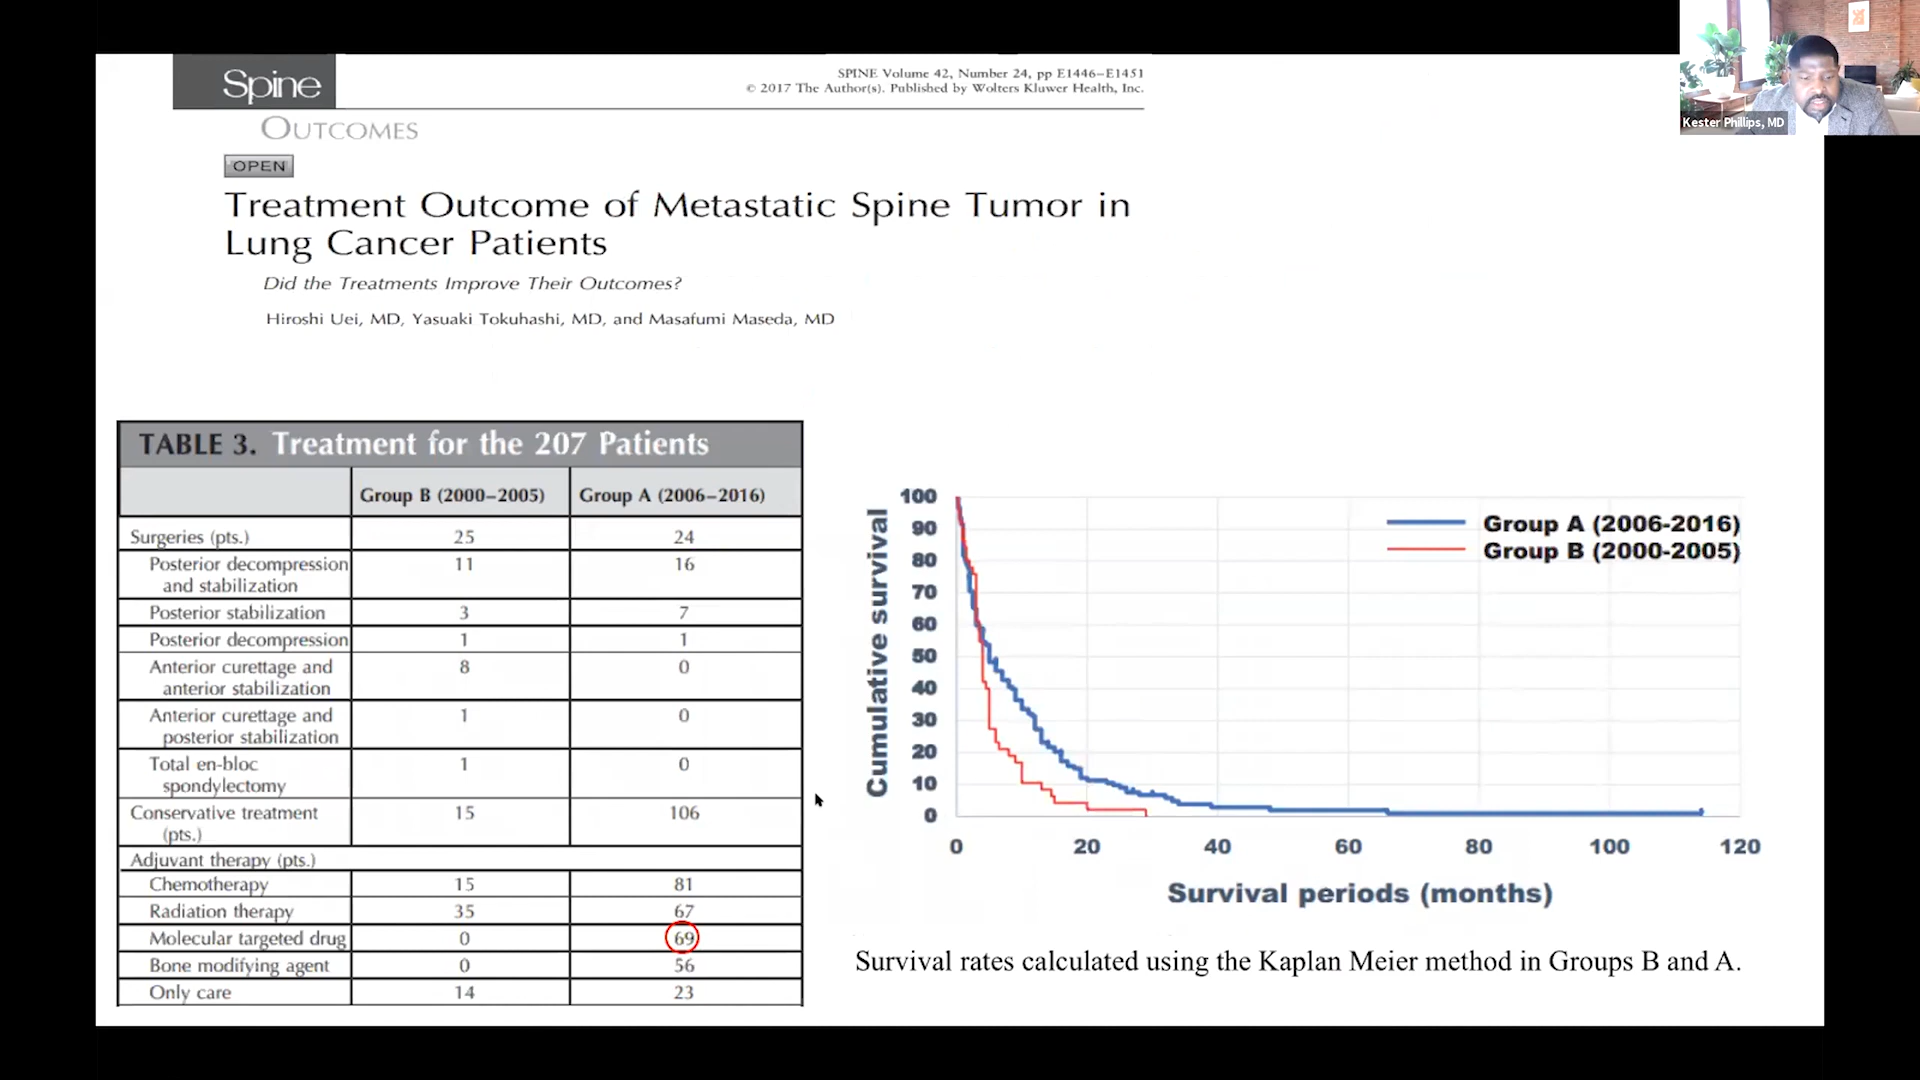 Spine
SPINE Volume 42, Number 24, pp E1446–E1451
© 2017 The Author(s). Published by Wolters Kluwer Health, Inc.
OUTCOMES
OPEN
Treatment Outcome of Metastatic Spine Tumor in
Lung Cancer Patients
Did the Treatments Improve Their Outcomes?
Hiroshi Uei, MD, Yasuaki Tokuhashi, MD, and Masafumi Maseda, MD
Kester Phillips, MD
TABLE 3. Treatment for the 207 Patients
Group B (2000–2005) Group A (2006–2016)
Surgeries (pts.) 25 24
Posterior decompression 11 16
and stabilization
Posterior stabilization 3 7
Posterior decompression 1 1
Anterior curettage and 8 0
anterior stabilization
Anterior curettage and 1 0
posterior stabilization
Total en-bloc 1 0
spondylectomy
Conservative treatment 15 106
(pts.)
Adjuvant therapy (pts.)
Chemotherapy 15 81
Radiation therapy 35 67
Molecular targeted drug 0 69
Bone modifying agent 0 56
Only care 14 23
Cumulative survival
100
90
80
70
60
50
40
30
20
10
0
Group A (2006-2016)
Group B (2000-2005)
0 20 40 60 80 100 120
Survival periods (months)
Survival rates calculated using the Kaplan Meier method in Groups B and A.